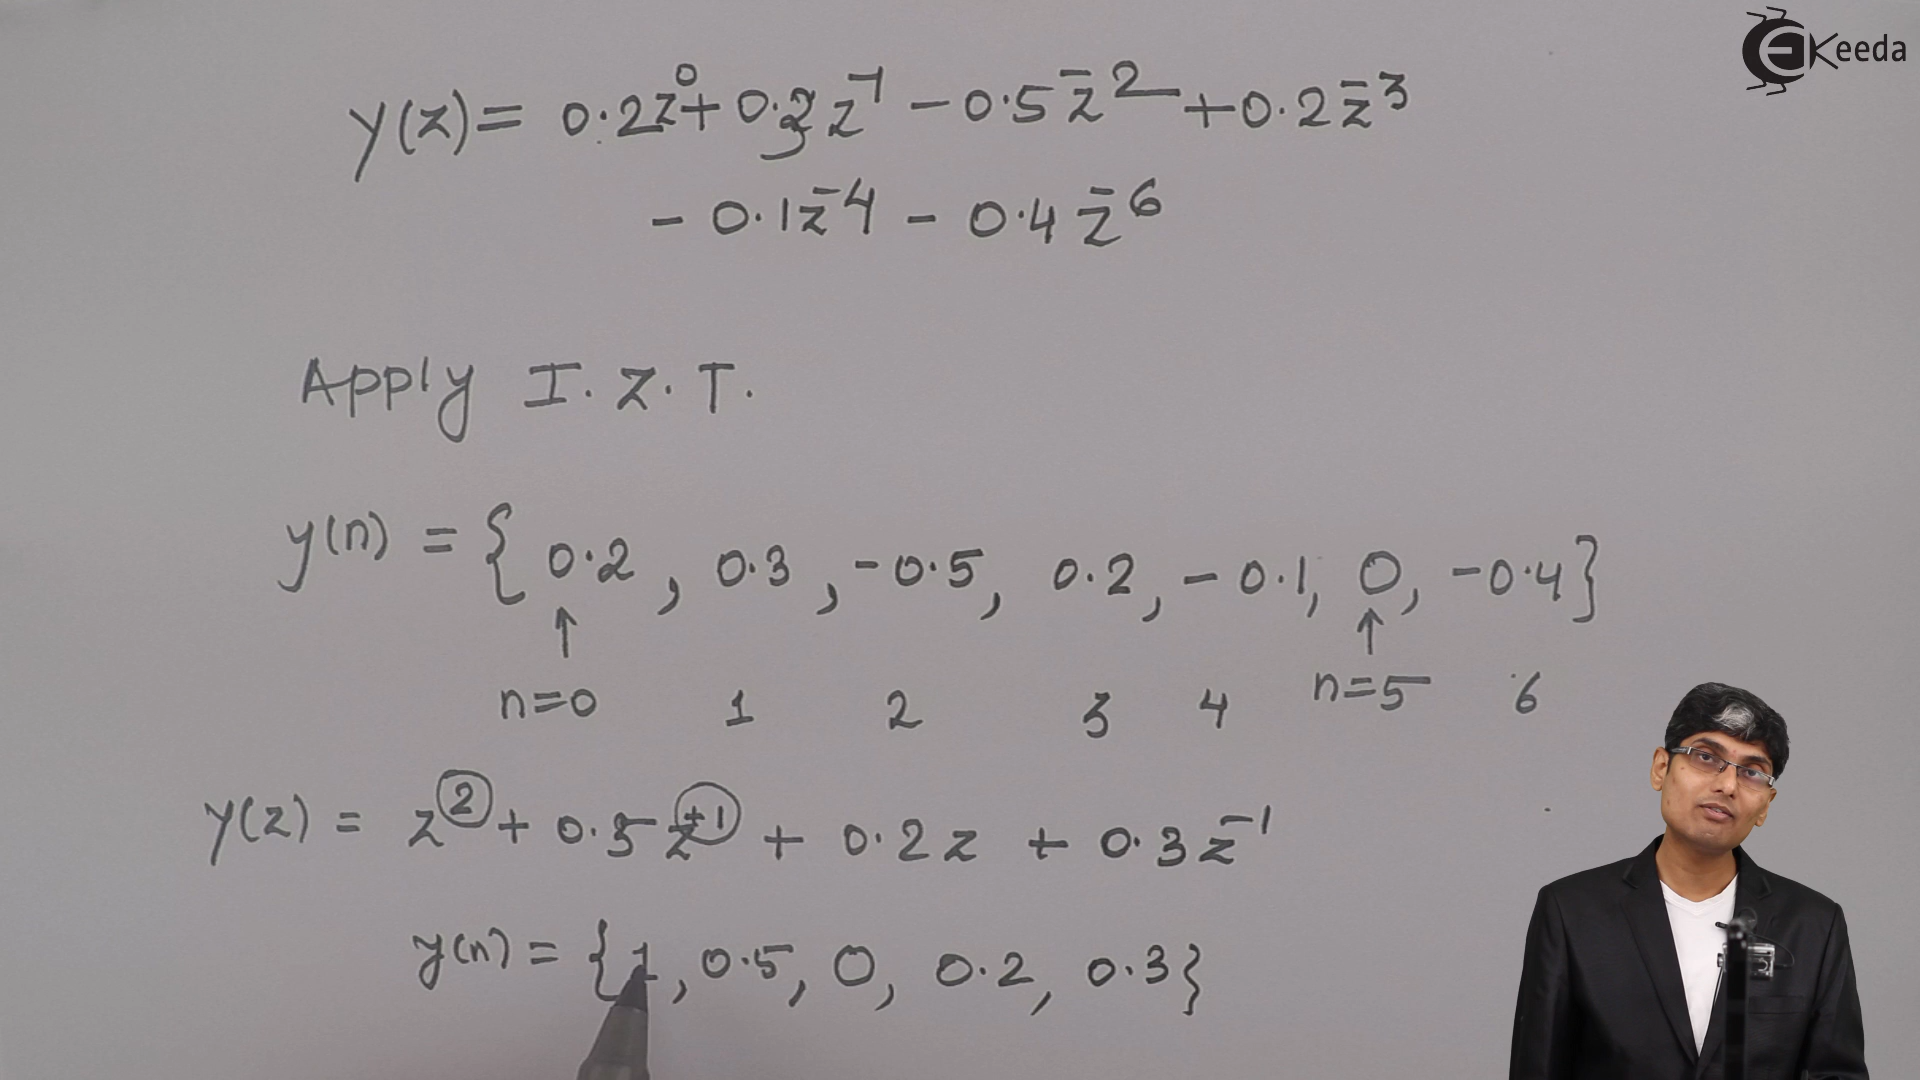 EKeeda
y(z) = 0.2z⁰ + 0.3z⁻¹ - 0.5z⁻² + 0.2z⁻³
- 0.1z⁻⁴ - 0.4z⁻⁶
Apply I.Z.T.
y(n) = { 0.2, 0.3, -0.5, 0.2, -0.1, 0, -0.4}
↑ ↑
n=0 1 2 3 4 n=5 6
y(z) = z² + 0.5z⁺¹ + 0.2z + 0.3z⁻¹
y(n) = {1, 0.5, 0, 0.2, 0.3}